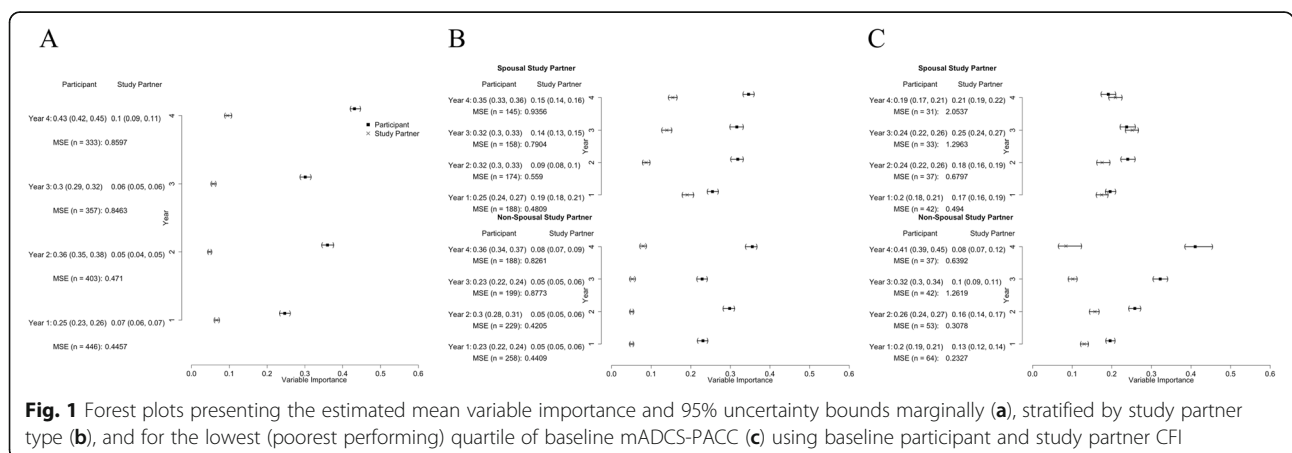 A
Participant Study Partner
Year 4: 0.43 (0.42, 0.45) 0.1 (0.09, 0.11)
MSE (n = 333): 0.8597
Year 3: 0.3 (0.29, 0.32) 0.06 (0.05, 0.06)
MSE (n = 357): 0.8463
Year 2: 0.36 (0.35, 0.38) 0.05 (0.04, 0.05)
MSE (n = 403): 0.471
Year 1: 0.25 (0.23, 0.26) 0.07 (0.06, 0.07)
MSE (n = 446): 0.4457
Year
4
3
2
1
Participant
Study Partner
0.0 0.1 0.2 0.3 0.4 0.5 0.6
Variable Importance
B
Spousal Study Partner
Participant Study Partner
Year 4: 0.35 (0.33, 0.36) 0.15 (0.14, 0.16)
MSE (n = 145): 0.9356
Year 3: 0.32 (0.3, 0.33) 0.14 (0.13, 0.15)
MSE (n = 158): 0.7904
Year 2: 0.32 (0.3, 0.33) 0.09 (0.08, 0.1)
MSE (n = 174): 0.559
Year 1: 0.25 (0.24, 0.27) 0.19 (0.18, 0.21)
MSE (n = 188): 0.4809
Year
4
3
2
1
Non-Spousal Study Partner
Participant Study Partner
Year 4: 0.36 (0.34, 0.37) 0.08 (0.07, 0.09)
MSE (n = 188): 0.8261
Year 3: 0.23 (0.22, 0.24) 0.05 (0.05, 0.06)
MSE (n = 199): 0.8773
Year 2: 0.3 (0.28, 0.31) 0.05 (0.05, 0.06)
MSE (n = 229): 0.4205
Year 1: 0.23 (0.22, 0.24) 0.05 (0.05, 0.06)
MSE (n = 258): 0.4409
Year
4
3
2
1
0.0 0.1 0.2 0.3 0.4 0.5 0.6
Variable Importance
C
Spousal Study Partner
Participant Study Partner
Year 4: 0.19 (0.17, 0.21) 0.21 (0.19, 0.22)
MSE (n = 31): 2.0537
Year 3: 0.24 (0.22, 0.26) 0.25 (0.24, 0.27)
MSE (n = 33): 1.2963
Year 2: 0.24 (0.22, 0.26) 0.18 (0.16, 0.19)
MSE (n = 37): 0.6797
Year 1: 0.2 (0.18, 0.21) 0.17 (0.16, 0.19)
MSE (n = 42): 0.494
Year
4
3
2
1
Non-Spousal Study Partner
Participant Study Partner
Year 4: 0.41 (0.39, 0.45) 0.08 (0.07, 0.12)
MSE (n = 37): 0.6392
Year 3: 0.32 (0.3, 0.34) 0.1 (0.09, 0.11)
MSE (n = 42): 1.2619
Year 2: 0.26 (0.24, 0.27) 0.16 (0.14, 0.17)
MSE (n = 53): 0.3078
Year 1: 0.2 (0.19, 0.21) 0.13 (0.12, 0.14)
MSE (n = 64): 0.2327
Year
4
3
2
1
0.0 0.1 0.2 0.3 0.4 0.5 0.6
Variable Importance
Fig. 1 Forest plots presenting the estimated mean variable importance and 95% uncertainty bounds marginally (a), stratified by study partner
type (b), and for the lowest (poorest performing) quartile of baseline mADCS-PACC (c) using baseline participant and study partner CFI